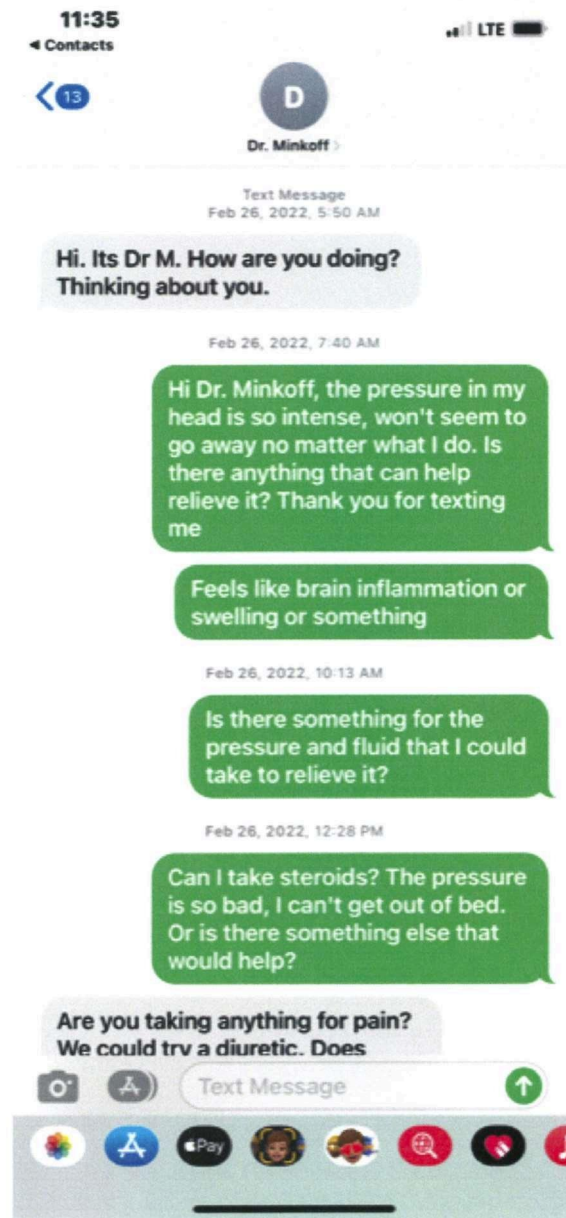 11:35
LTE
◀ Contacts
13
D
Dr. Minkoff >
Text Message
Feb 26, 2022, 5:50 AM
Hi. Its Dr M. How are you doing?
Thinking about you.
Feb 26, 2022, 7:40 AM
Hi Dr. Minkoff, the pressure in my
head is so intense, won't seem to
go away no matter what I do. Is
there anything that can help
relieve it? Thank you for texting
me
Feels like brain inflammation or
swelling or something
Feb 26, 2022, 10:13 AM
Is there something for the
pressure and fluid that I could
take to relieve it?
Feb 26, 2022, 12:28 PM
Can I take steroids? The pressure
is so bad, I can't get out of bed.
Or is there something else that
would help?
Are you taking anything for pain?
We could try a diuretic. Does
Text Message
Pay